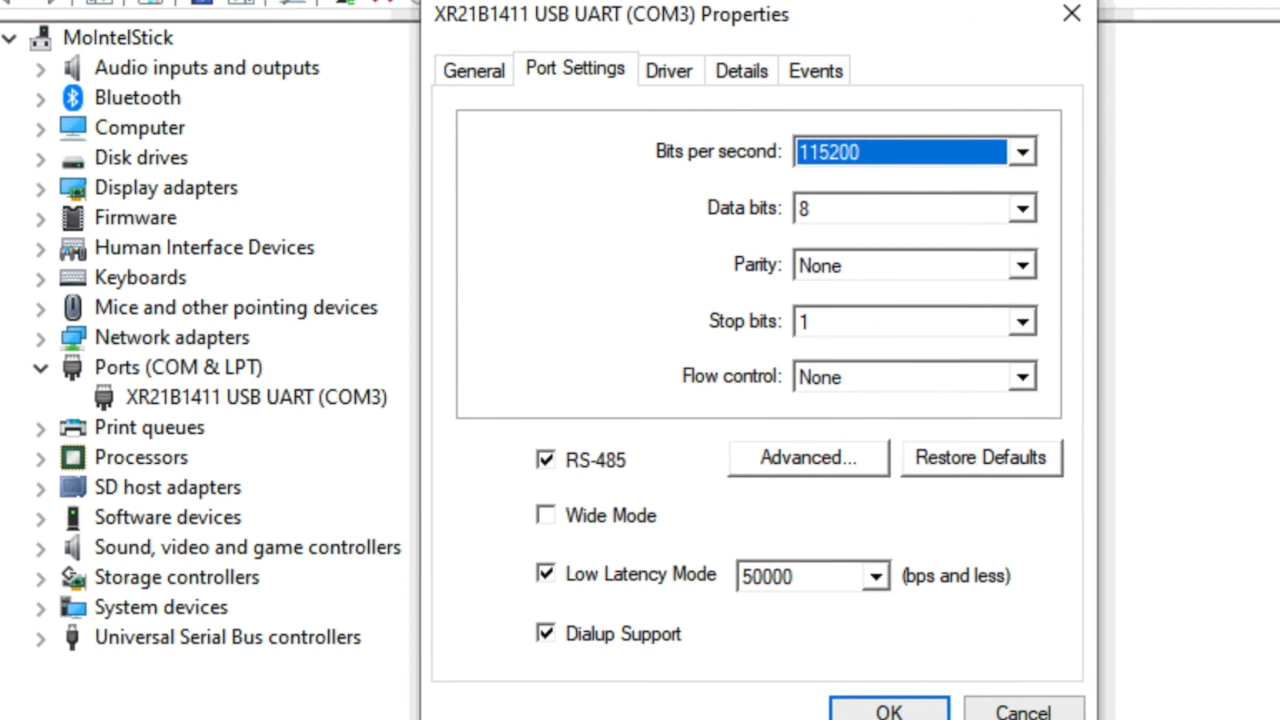 XR21B1411 USB UART (COM3) Properties
MoIntelStick
Audio inputs and outputs
Bluetooth
Computer
Disk drives
Display adapters
Firmware
Human Interface Devices
Keyboards
Mice and other pointing devices
Network adapters
Ports (COM & LPT)
XR21B1411 USB UART (COM3)
Print queues
Processors
SD host adapters
Software devices
Sound, video and game controllers
Storage controllers
System devices
Universal Serial Bus controllers
General Port Settings Driver Details Events
Bits per second: 115200
Data bits: 8
Parity: None
Stop bits: 1
Flow control: None
RS-485 Advanced... Restore Defaults
Wide Mode
Low Latency Mode 50000 (bps and less)
Dialup Support
OK Cancel